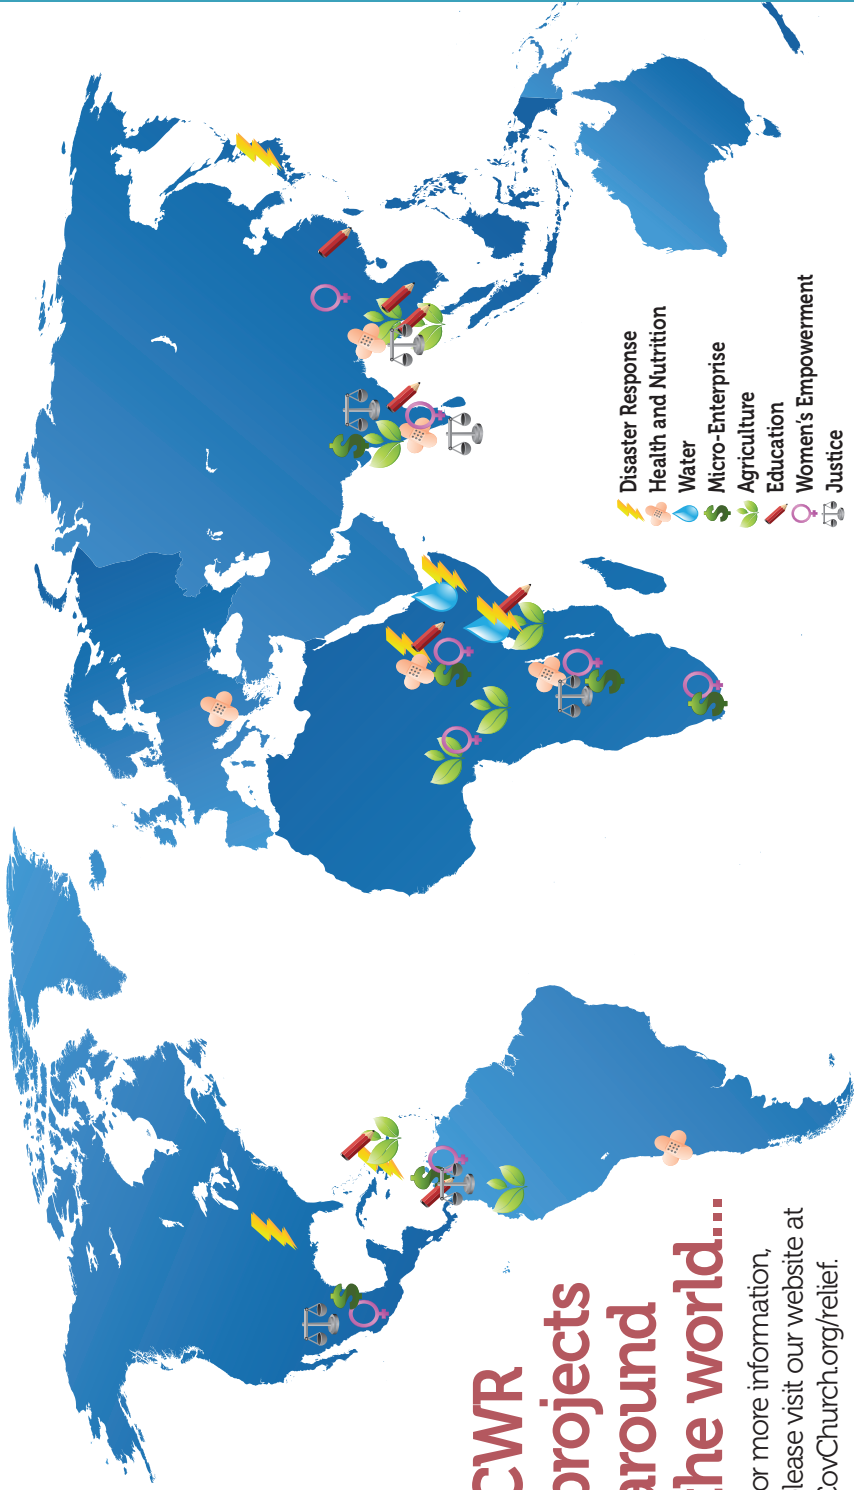 CWR
projects
around
he world...
or more information,
lease visit our website at
CovChurch.org/relief.
Disaster Response
Health and Nutrition
Water
Micro-Enterprise
Agriculture
Education
Women's Empowerment
Justice